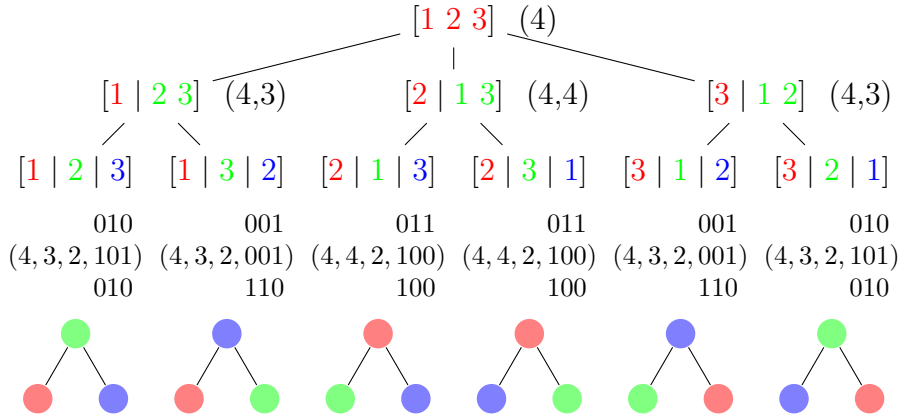 [1 2 3] (4)
[1 | 2 3] (4,3) [2 | 1 3] (4,4) [3 | 1 2] (4,3)
[1 | 2 | 3] [1 | 3 | 2] [2 | 1 | 3] [2 | 3 | 1] [3 | 1 | 2] [3 | 2 | 1]
010 001 011 011 001 010
(4, 3, 2, 101) (4, 3, 2, 001) (4, 4, 2, 100) (4, 4, 2, 100) (4, 3, 2, 001) (4, 3, 2, 101)
010 110 100 100 110 010